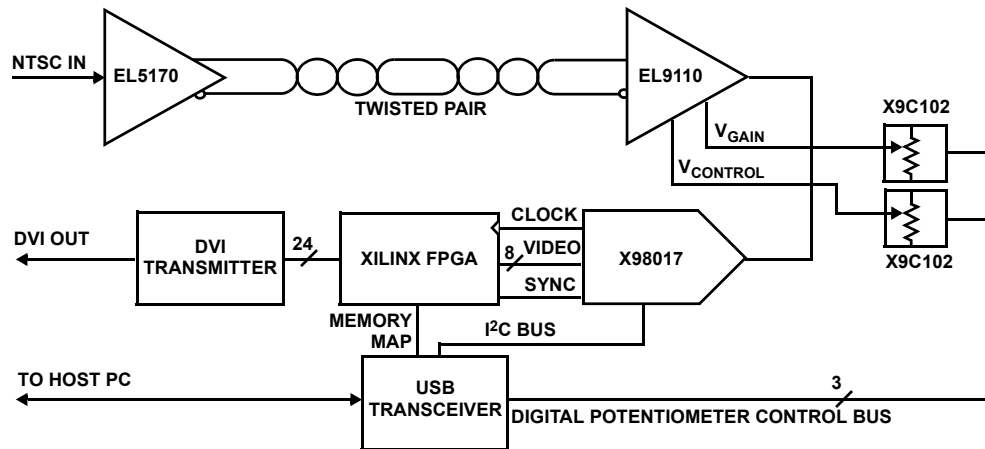 NTSC IN
EL5170
TWISTED PAIR
EL9110
X9C102
VGAIN
VCONTROL
X9C102
DVI OUT
DVI
TRANSMITTER
24
XILINX FPGA
CLOCK
8 VIDEO
SYNC
X98017
MEMORY
MAP
I2C BUS
TO HOST PC
USB
TRANSCEIVER
3
DIGITAL POTENTIOMETER CONTROL BUS